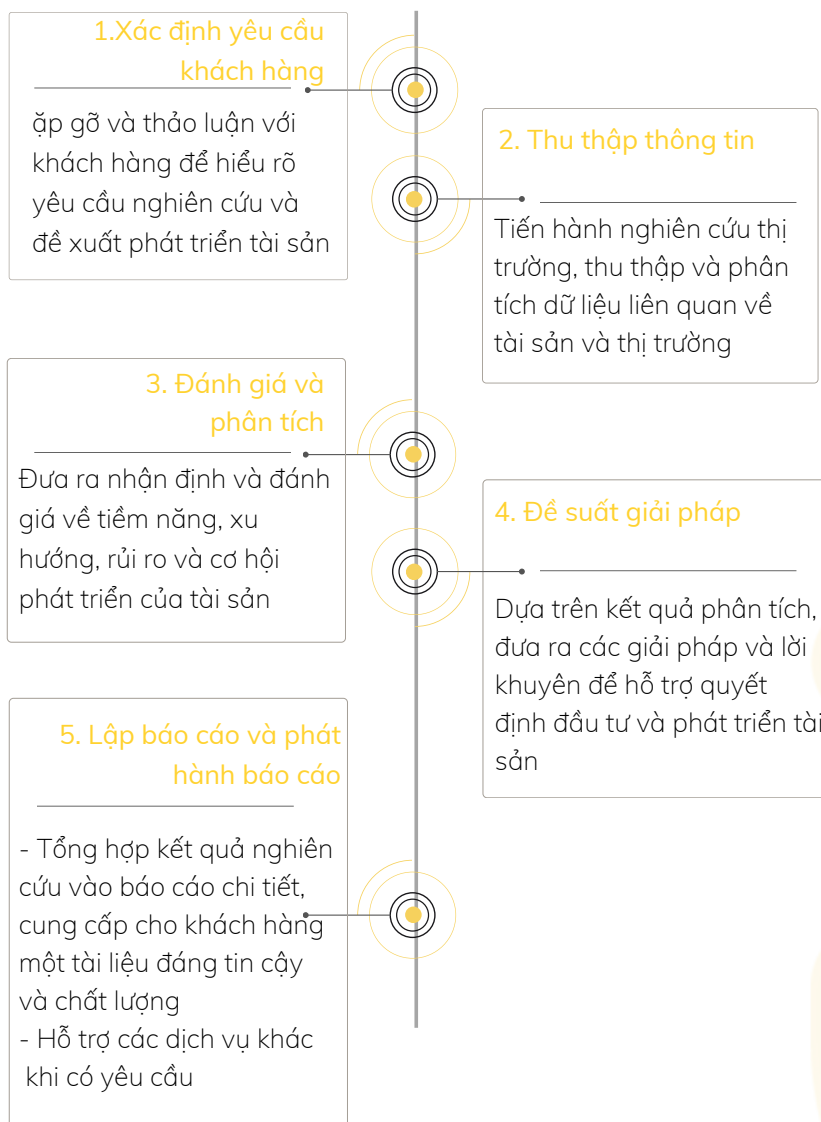 1.Xác định yêu cầu
khách hàng
ặp gỡ và thảo luận với
khách hàng để hiểu rõ
yêu cầu nghiên cứu và
đề xuất phát triển tài sản
2. Thu thập thông tin
Tiến hành nghiên cứu thị
trường, thu thập và phân
tích dữ liệu liên quan về
tài sản và thị trường
3. Đánh giá và
phân tích
Đưa ra nhận định và đánh
giá về tiềm năng, xu
hướng, rủi ro và cơ hội
phát triển của tài sản
4. Đề suất giải pháp
Dựa trên kết quả phân tích,
đưa ra các giải pháp và lời
khuyên để hỗ trợ quyết
định đầu tư và phát triển tài
sản
5. Lập báo cáo và phát
hành báo cáo
- Tổng hợp kết quả nghiên
cứu vào báo cáo chi tiết,
cung cấp cho khách hàng
một tài liệu đáng tin cậy
và chất lượng
- Hỗ trợ các dịch vụ khác
khi có yêu cầu